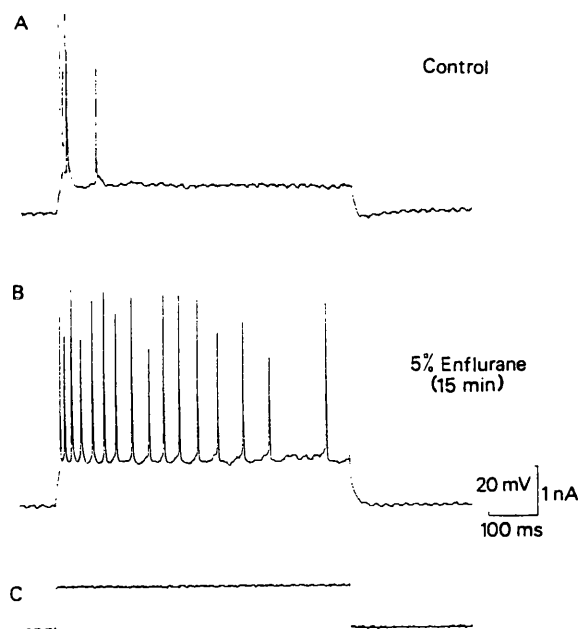 A
Control
B
5% Enflurane
(15 min)
20 mV
1 nA
100 ms
C